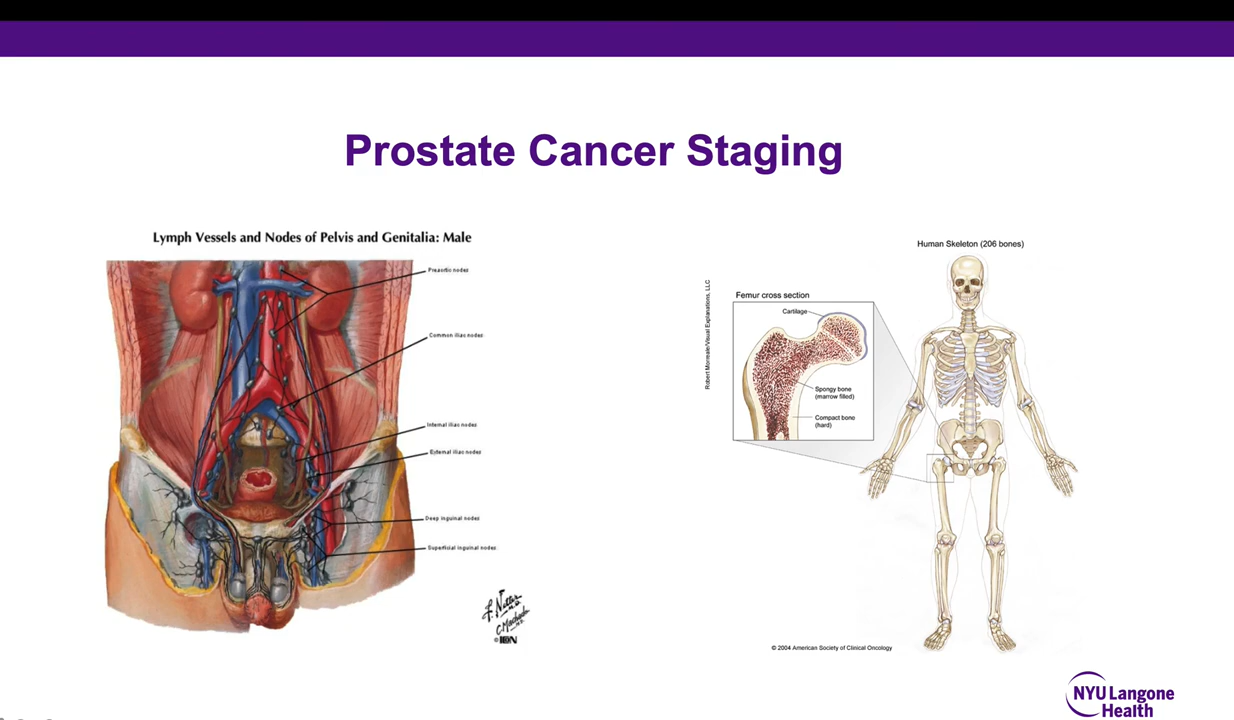 Prostate Cancer Staging
Lymph Vessels and Nodes of Pelvis and Genitalia: Male
Preaortic nodes
Common iliac nodes
Internal iliac nodes
External iliac nodes
Deep inguinal nodes
Superficial inguinal nodes
F. Netter
M.D.
C. Machado
M.D.
©
Human Skeleton (206 bones)
Robert Morreale/Visual Explanations, LLC
Femur cross section
Cartilage
Spongy bone
(marrow filled)
Compact bone
(hard)
© 2004 American Society of Clinical Oncology
NYU Langone
Health